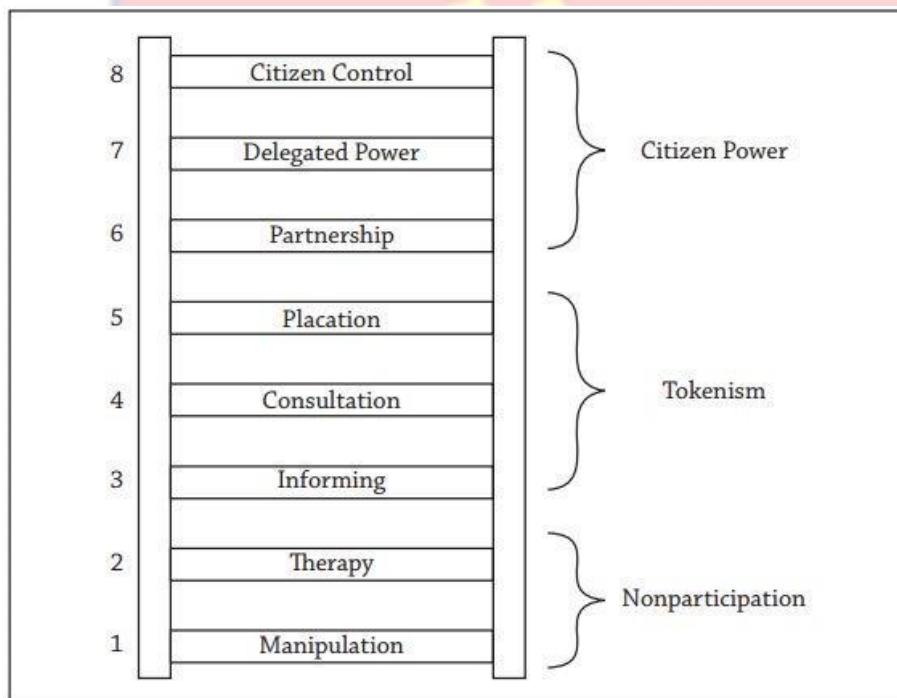 8 Citizen Control
7 Delegated Power
Citizen Power
6 Partnership
5 Placation
Tokenism
4 Consultation
3 Informing
2 Therapy
Nonparticipation
1 Manipulation